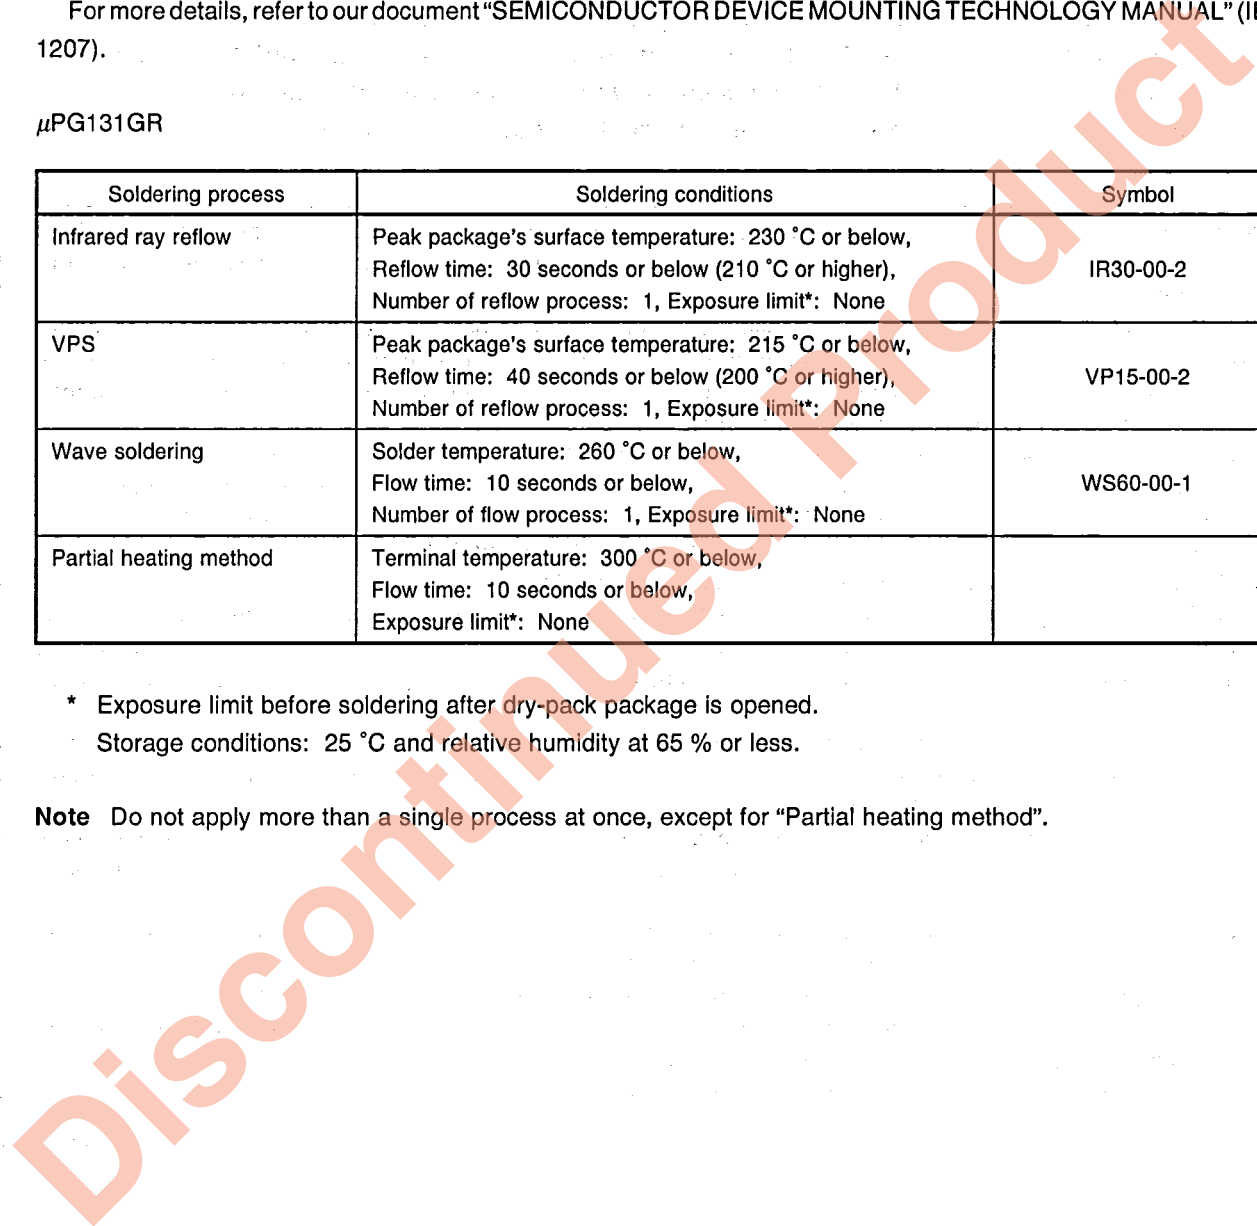 For more details, refer to our document “SEMICONDUCTOR DEVICE MOUNTING TECHNOLOGY MANUAL” (IE
1207).
μPG131GR
Soldering process Soldering conditions Symbol
Infrared ray reflow Peak package's surface temperature: 230 °C or below,
Reflow time: 30 seconds or below (210 °C or higher), IR30-00-2
Number of reflow process: 1, Exposure limit*: None
VPS Peak package's surface temperature: 215 °C or below,
Reflow time: 40 seconds or below (200 °C or higher), VP15-00-2
Number of reflow process: 1, Exposure limit*: None
Wave soldering Solder temperature: 260 °C or below,
Flow time: 10 seconds or below, WS60-00-1
Number of flow process: 1, Exposure limit*: None
Partial heating method Terminal temperature: 300 °C or below,
Flow time: 10 seconds or below,
Exposure limit*: None
* Exposure limit before soldering after dry-pack package is opened.
Storage conditions: 25 °C and relative humidity at 65 % or less.
Note Do not apply more than a single process at once, except for “Partial heating method”.
Discontinued Product